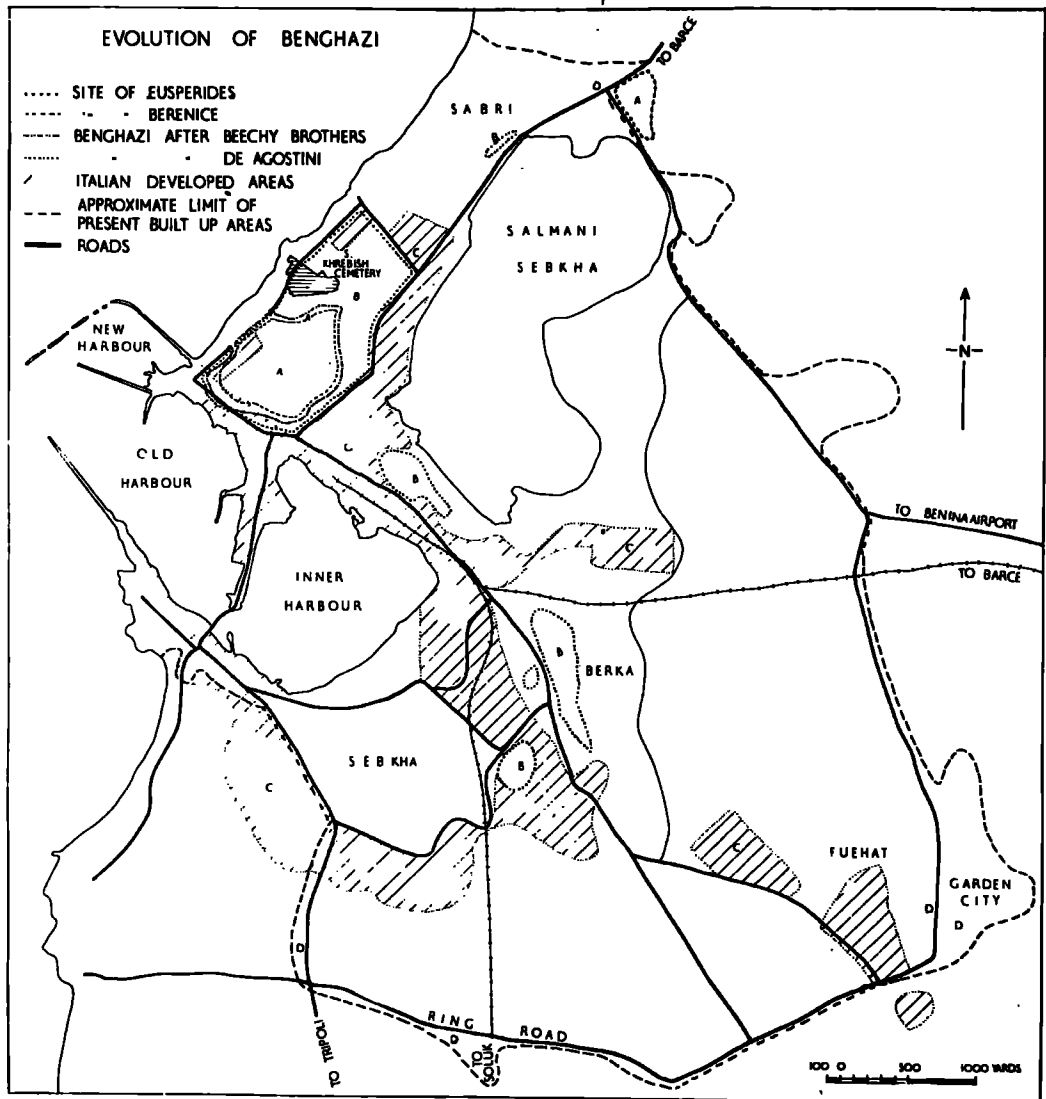 EVOLUTION OF BENGHAZI
SITE OF EUSPERIDES
" " BERENICE
BENGHAZI AFTER BEECHY BROTHERS
" " DE AGOSTINI
ITALIAN DEVELOPED AREAS
APPROXIMATE LIMIT OF
PRESENT BUILT UP AREAS
ROADS
TO BARCE
D
A
SABRI
B
SALMANI
SEBKHA
C
S.
KHREBISH
CEMETERY
B
A
NEW
HARBOUR
N
OLD
HARBOUR
C
B
TO BENINA AIRPORT
C
TO BARCE
INNER
HARBOUR
B
BERKA
SEBKHA
B
C
C
FUEHAT
GARDEN
CITY
D
D
D
RING ROAD
D
TO TRIPOLI
TO
SOLUK
100 0 500 1000 YARDS